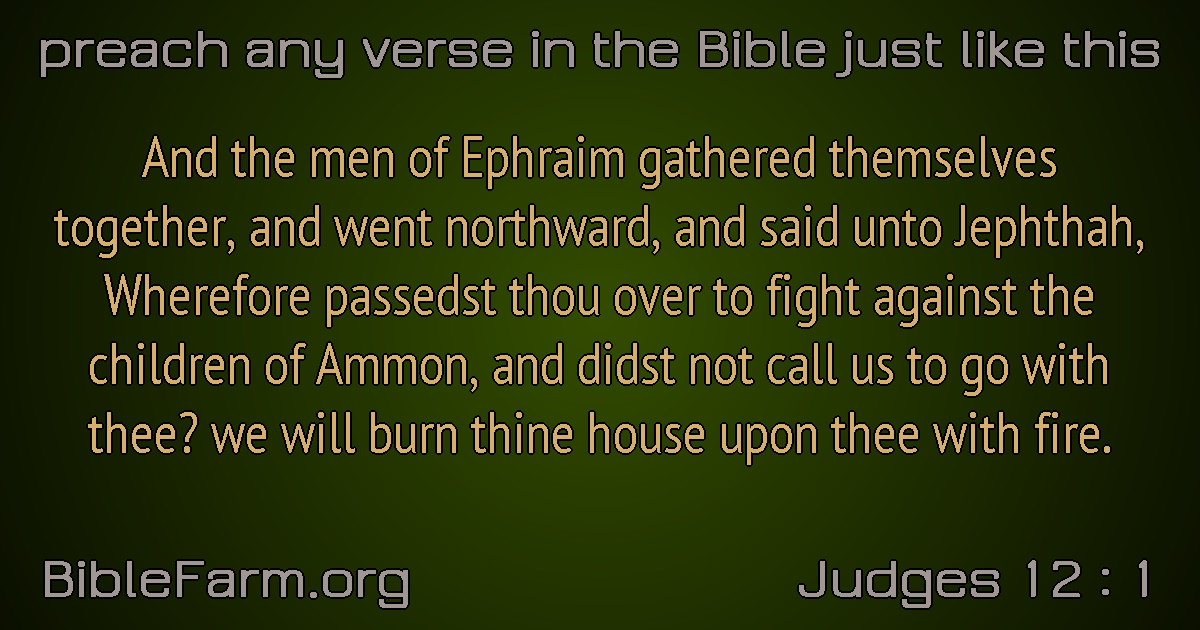 preach any verse in the Bible just like this
And the men of Ephraim gathered themselves
together, and went northward, and said unto Jephthah,
Wherefore passedst thou over to fight against the
children of Ammon, and didst not call us to go with
thee? we will burn thine house upon thee with fire.
BibleFarm.org
Judges 12 : 1